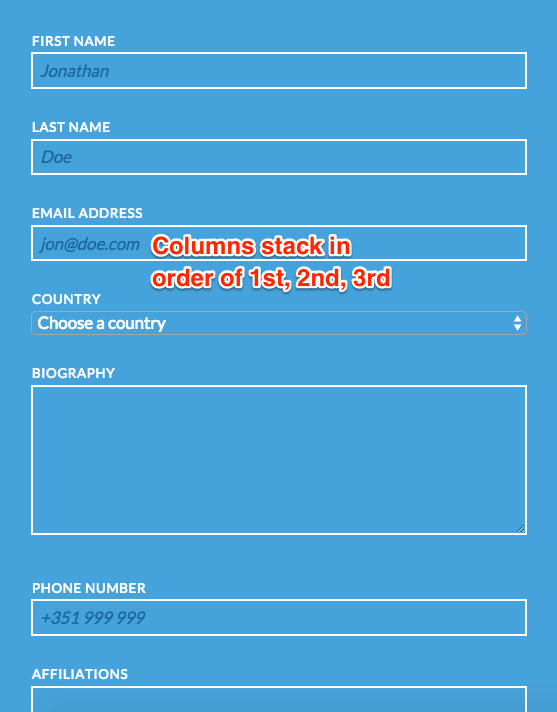 FIRST NAME
Jonathan
LAST NAME
Doe
EMAIL ADDRESS
jon@doe.com
Columns stack in
order of 1st, 2nd, 3rd
COUNTRY
Choose a country
BIOGRAPHY
PHONE NUMBER
+351 999 999
AFFILIATIONS